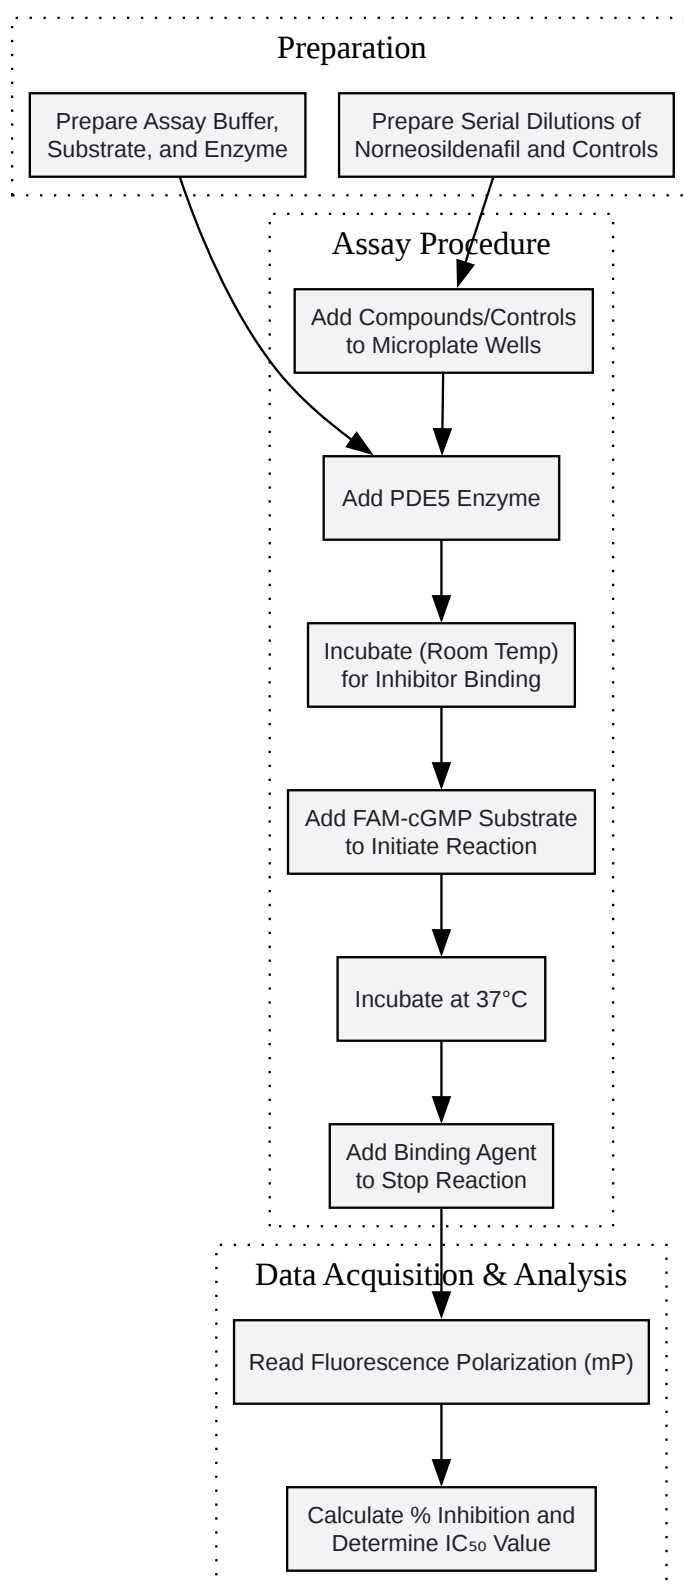 Preparation
Prepare Assay Buffer,
Substrate, and Enzyme
Prepare Serial Dilutions of
Norneosildenafil and Controls
Assay Procedure
Add Compounds/Controls
to Microplate Wells
Add PDE5 Enzyme
Incubate (Room Temp)
for Inhibitor Binding
Add FAM-cGMP Substrate
to Initiate Reaction
Incubate at 37°C
Add Binding Agent
to Stop Reaction
Data Acquisition & Analysis
Read Fluorescence Polarization (mP)
Calculate % Inhibition and
Determine IC₅₀ Value